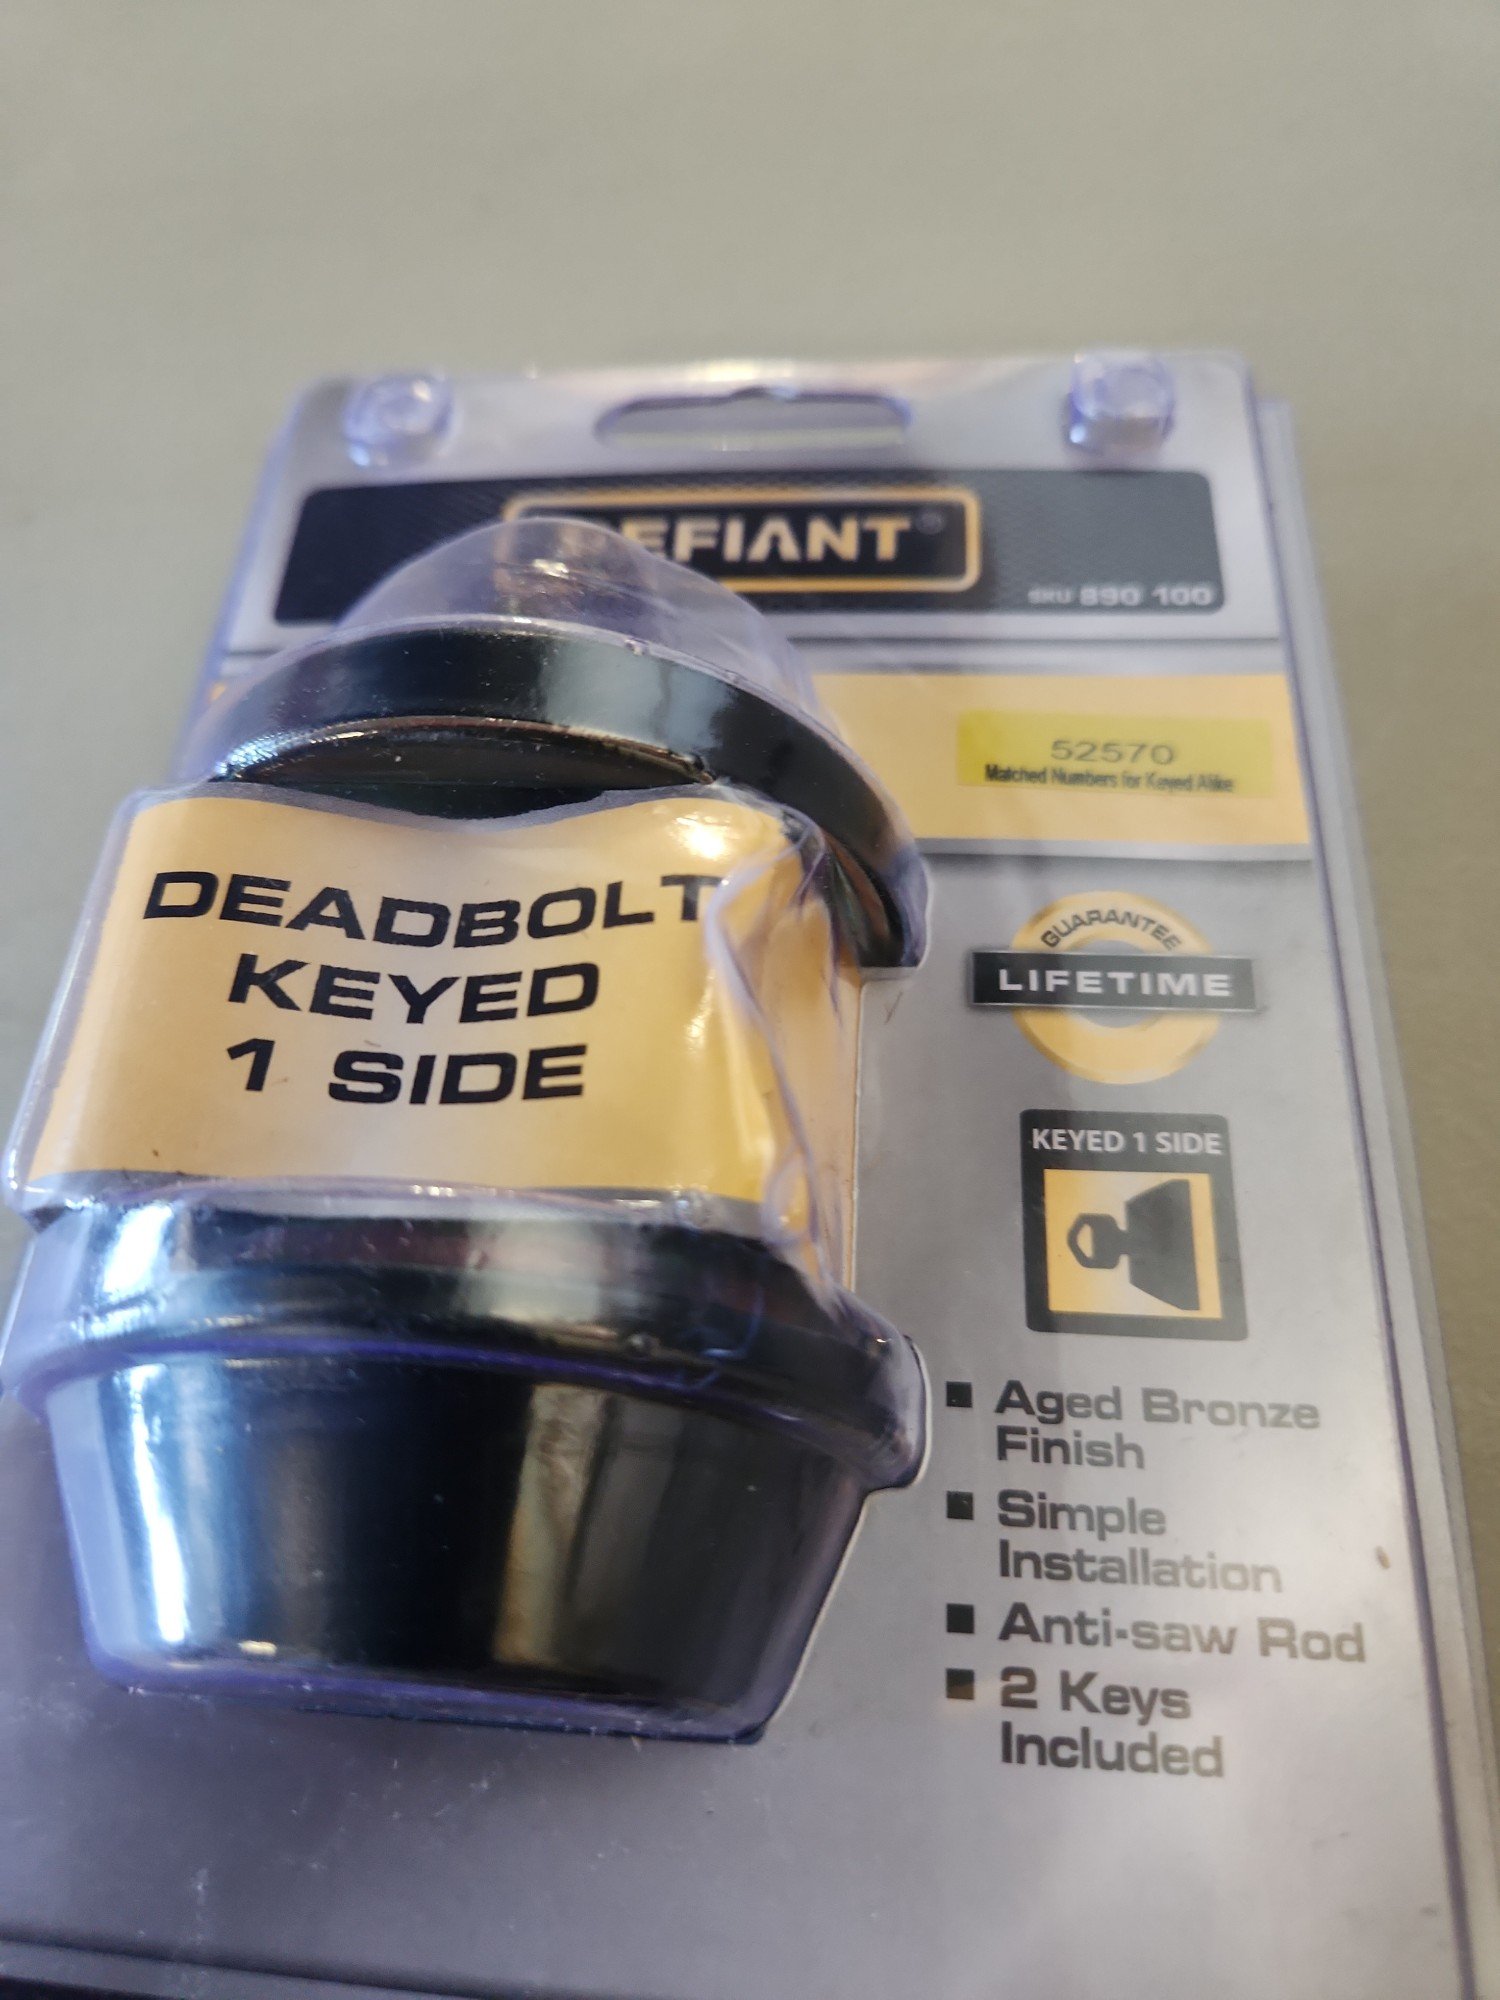 DEFIANT®
SKU 890 100
52570
Matched Numbers for Keyed Alike
DEADBOLT
KEYED
1 SIDE
GUARANTEE
LIFETIME
KEYED 1 SIDE
■ Aged Bronze
Finish
■ Simple
Installation
■ Anti-saw Rod
■ 2 Keys
Included